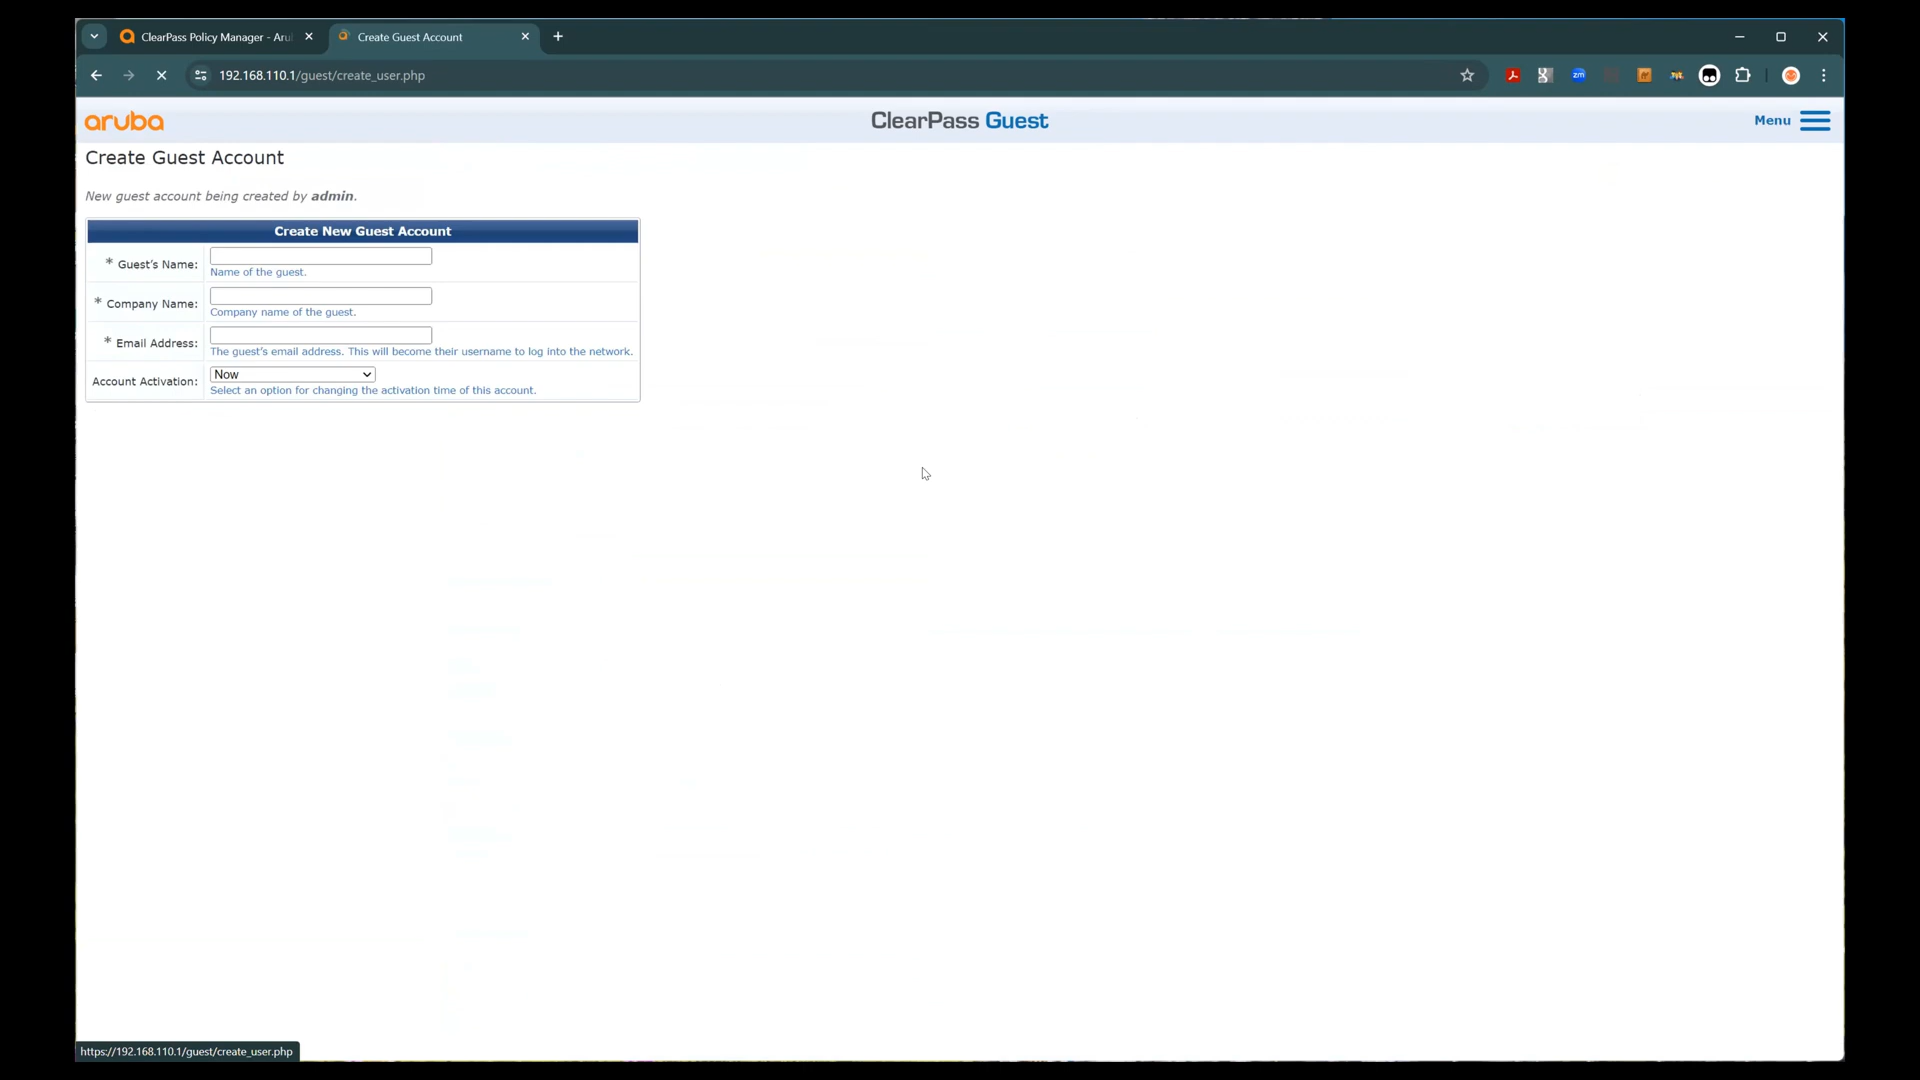 ClearPass Policy Manager - Aru
Create Guest Account
192.168.110.1/guest/create_user.php
zm
aruba
ClearPass Guest
Menu
Create Guest Account
New guest account being created by admin.
Create New Guest Account
* Guest's Name:
Name of the guest.
* Company Name:
Company name of the guest.
* Email Address:
The guest's email address. This will become their username to log into the network.
Account Activation:
Now
Select an option for changing the activation time of this account.
https://192.168.110.1/guest/create_user.php